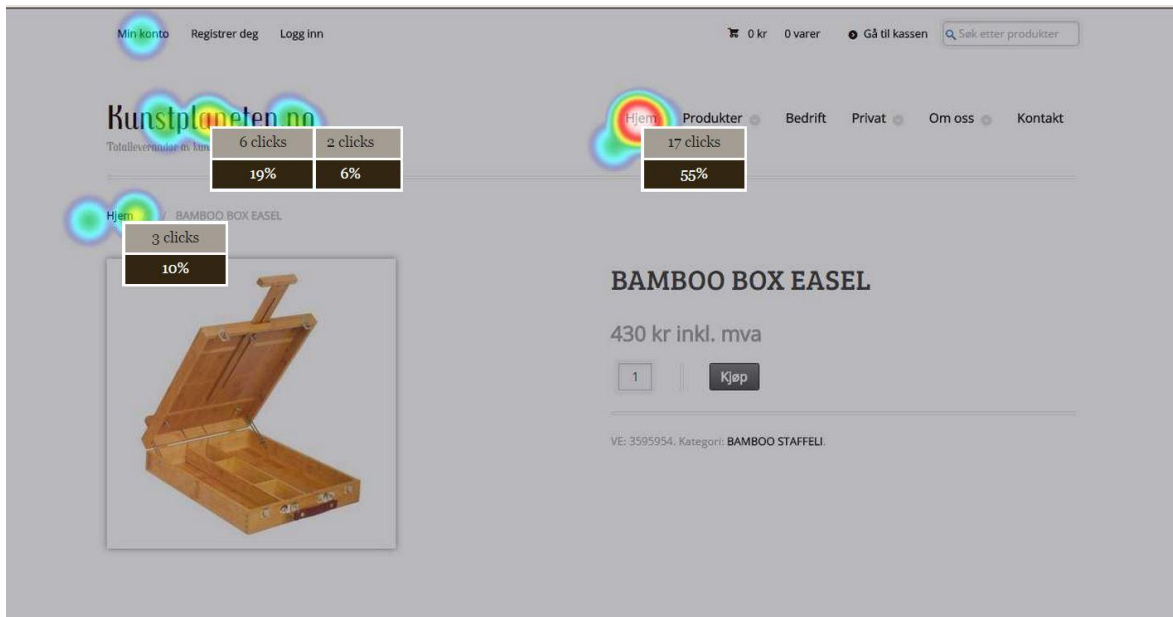 Min konto Registrer deg Logg inn 0 kr 0 varer Gå til kassen Søk etter produkter
Kunstplaneten.no Hjem Produkter Bedrift Privat Om oss Kontakt
Totalleverandør av
6 clicks 2 clicks 17 clicks
19% 6% 55%
Hjem / BAMBOO BOX EASEL
3 clicks
10%
BAMBOO BOX EASEL
430 kr inkl. mva
1 Kjøp
VE: 3595954. Kategori: BAMBOO STAFFELI.